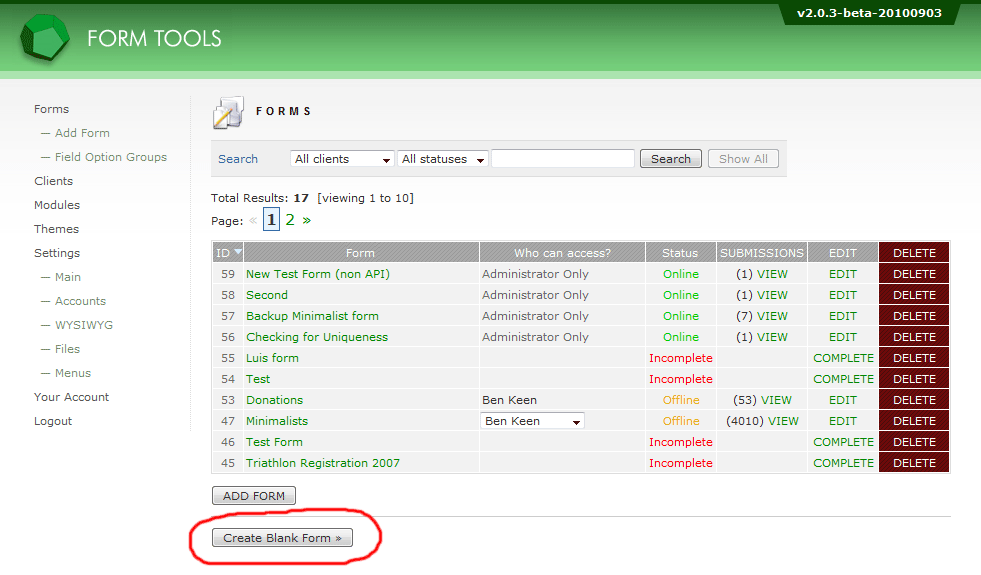 v2.0.3-beta-20100903
FORM TOOLS
Forms
— Add Form
— Field Option Groups
Clients
Modules
Themes
Settings
— Main
— Accounts
— WYSIWYG
— Files
— Menus
Your Account
Logout
FORMS
Search All clients All statuses Search Show All
Total Results: 17 [viewing 1 to 10]
Page: « 1 2 »
ID Form Who can access? Status SUBMISSIONS EDIT DELETE
59 New Test Form (non API) Administrator Only Online (1) VIEW EDIT DELETE
58 Second Administrator Only Online (1) VIEW EDIT DELETE
57 Backup Minimalist form Administrator Only Online (7) VIEW EDIT DELETE
56 Checking for Uniqueness Administrator Only Online (1) VIEW EDIT DELETE
55 Luis form Incomplete COMPLETE DELETE
54 Test Incomplete COMPLETE DELETE
53 Donations Ben Keen Offline (53) VIEW EDIT DELETE
47 Minimalists Ben Keen Offline (4010) VIEW EDIT DELETE
46 Test Form Incomplete COMPLETE DELETE
45 Triathlon Registration 2007 Incomplete COMPLETE DELETE
ADD FORM
Create Blank Form »